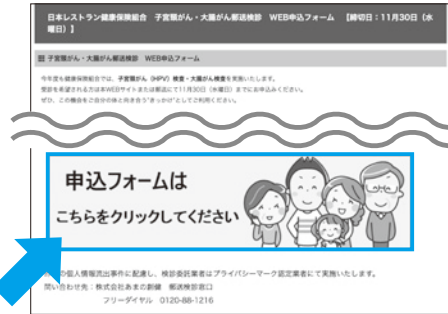 日本レストラン健康保険組合 子宮頸がん・大腸がん郵送検診 WEB申込フォーム 【締切日：11月30日（水
曜日）】
子宮頸がん・大腸がん郵送検診 WEB申込フォーム
今年度も健康保険組合では、子宮頸がん（HPV）検査・大腸がん検査を実施いたします。
受診を希望される方は本WEBサイトまたは郵送にて11月30日（水曜日）までにお申込みください。
ぜひ、この機会をご自分の体と向き合う"きっかけ"としてご利用ください。
申込フォームは
こちらをクリックしてください
の個人情報流出事件に配慮し、検診委託業者はプライバシーマーク認定業者にて実施いたします。
問い合わせ先：株式会社あまの創健 郵送検診窓口
フリーダイヤル 0120-88-1216